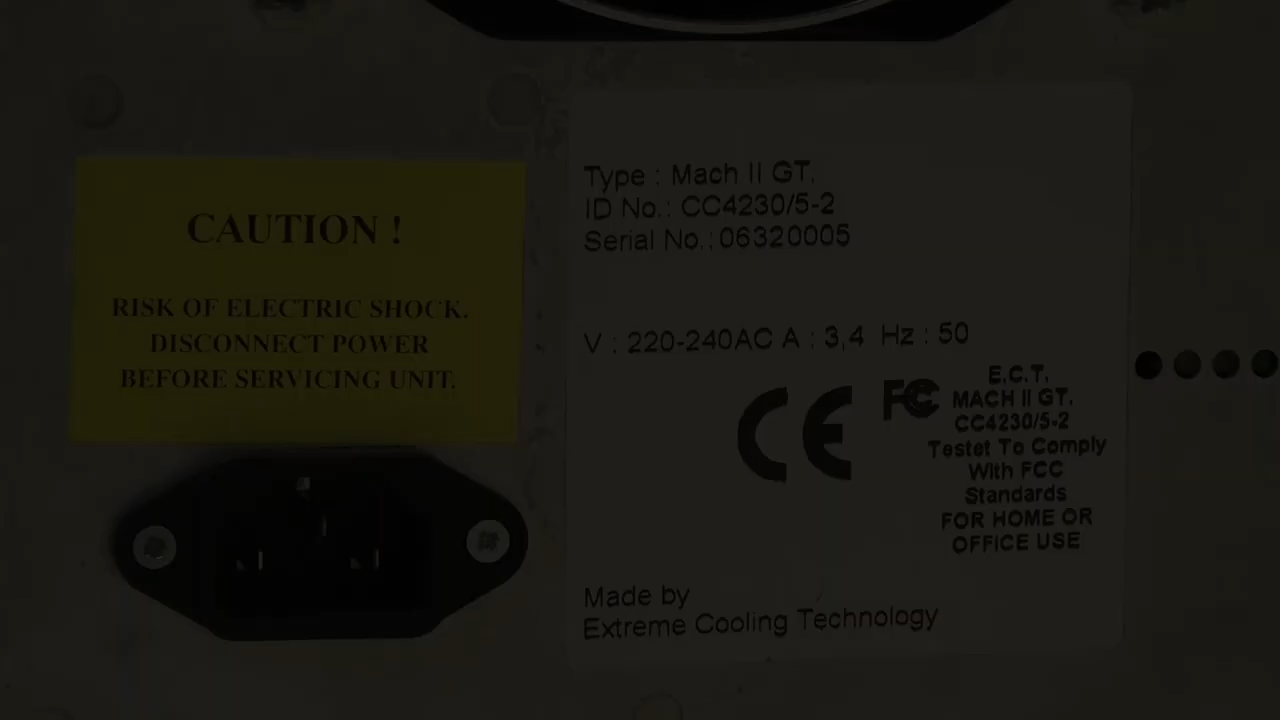 CAUTION !
RISK OF ELECTRIC SHOCK.
DISCONNECT POWER
BEFORE SERVICING UNIT.
Type : Mach II GT.
ID No.: CC4230/5-2
Serial No.: 06320005
V : 220-240AC A : 3,4 Hz : 50
CE
FC
E.C.T.
MACH II GT.
CC4230/5-2
Testet To Comply
With FCC
Standards
FOR HOME OR
OFFICE USE
Made by
Extreme Cooling Technology